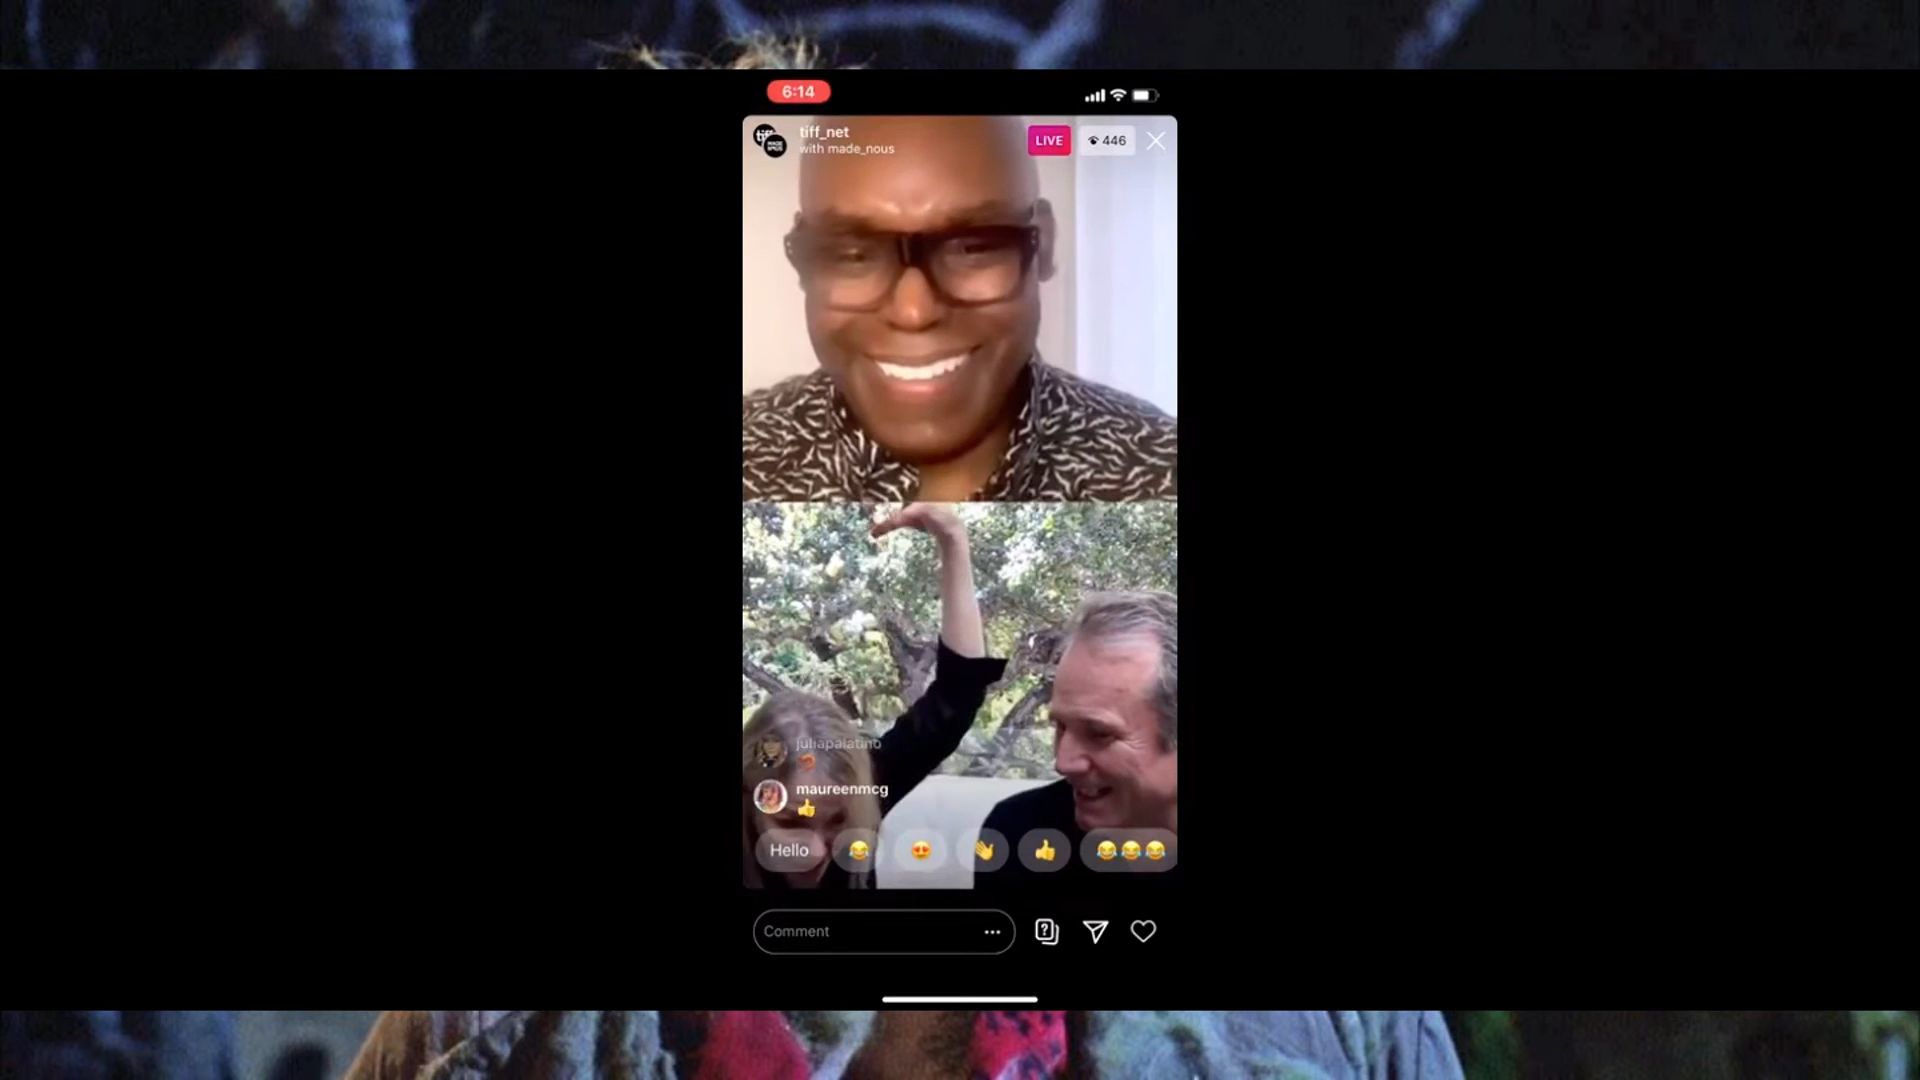 6:14
tiff_net
with made_nous
LIVE
446
juliapalatino
maureenmcg
Hello
Comment